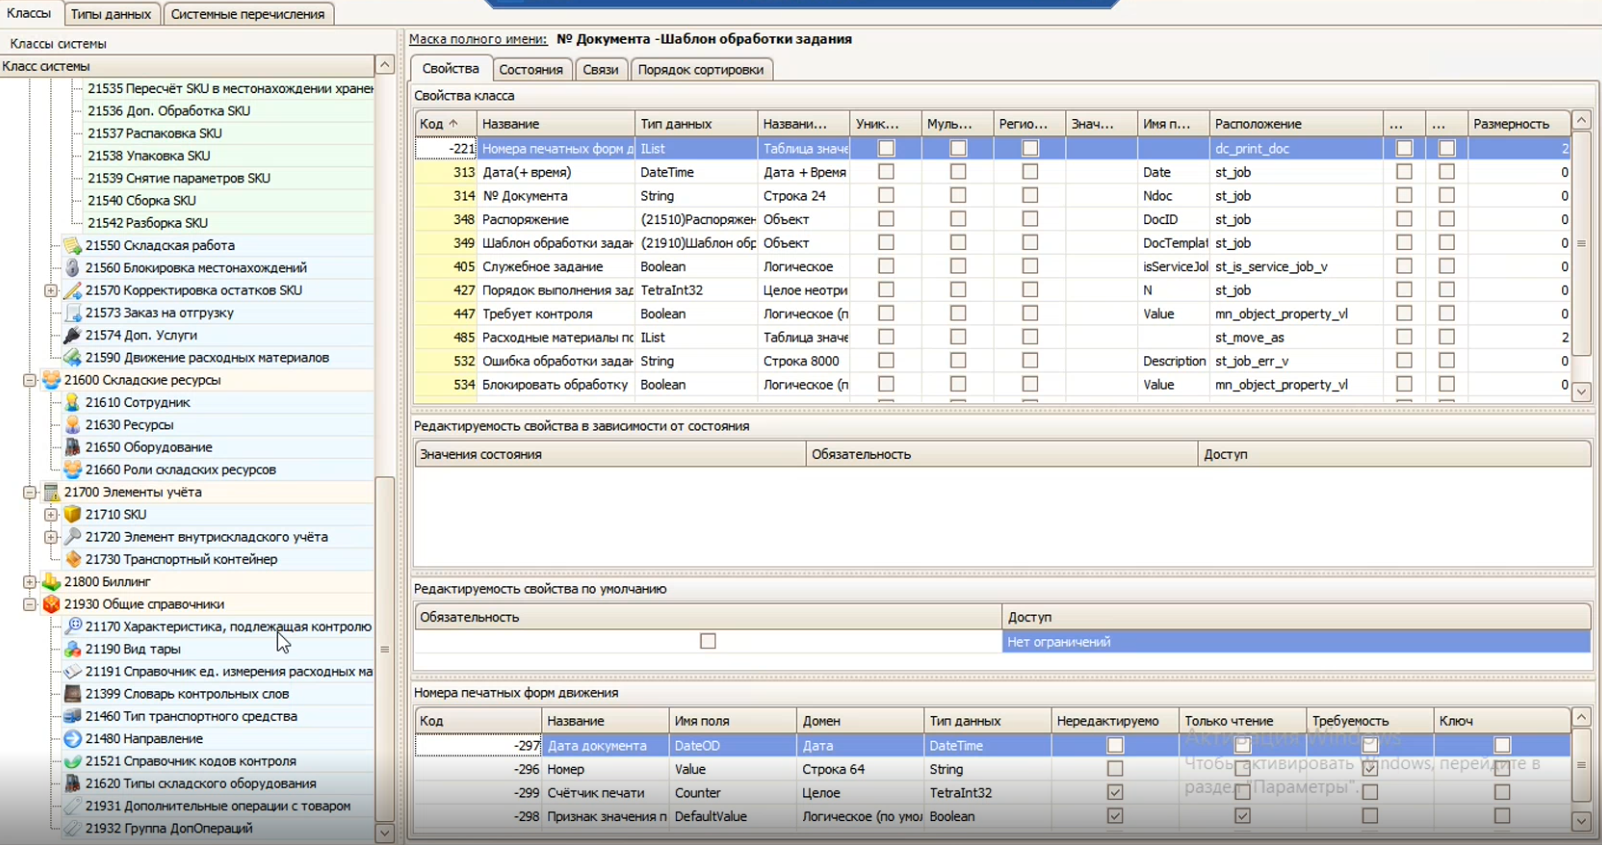 Классы Типы данных Системные перечисления
Классы системы
Класс системы
21535 Пересчёт SKU в местонахождении хранен
21536 Доп. Обработка SKU
21537 Распаковка SKU
21538 Упаковка SKU
21539 Снятие параметров SKU
21540 Сборка SKU
21542 Разборка SKU
21550 Складская работа
21560 Блокировка местонахождений
21570 Корректировка остатков SKU
21573 Заказ на отгрузку
21574 Доп. Услуги
21590 Движение расходных материалов
21600 Складские ресурсы
21610 Сотрудник
21630 Ресурсы
21650 Оборудование
21660 Роли складских ресурсов
21700 Элементы учёта
21710 SKU
21720 Элемент внутрискладского учёта
21730 Транспортный контейнер
21800 Биллинг
21930 Общие справочники
21170 Характеристика, подлежащая контролю
21190 Вид тары
21191 Справочник ед. измерения расходных ма
21399 Словарь контрольных слов
21460 Тип транспортного средства
21480 Направление
21521 Справочник кодов контроля
21620 Типы складского оборудования
21931 Дополнительные операции с товаром
21932 Группа ДопОпераций
Маска полного имени: № Документа -Шаблон обработки задания
Свойства Состояния Связи Порядок сортировки
Свойства класса
Код Название Тип данных Названи... Уник... Муль... Регио... Знач... Имя п... Расположение ... ... Размерность
-221 Номера печатных форм д IList Таблица значе dc_print_doc 2
313 Дата(+время) DateTime Дата +Время Date st_job 0
314 № Документа String Строка 24 Ndoc st_job 0
348 Распоряжение (21510)Распоряжен Объект DocID st_job 0
349 Шаблон обработки задан (21910)Шаблон обр Объект DocTemplat st_job 0
405 Служебное задание Boolean Логическое isServiceJol st_is_service_job_v 0
427 Порядок выполнения зад TetraInt32 Целое неотри N st_job 0
447 Требует контроля Boolean Логическое (п Value mn_object_property_vl 0
485 Расходные материалы по IList Таблица значе st_move_as 2
532 Ошибка обработки задан String Строка 8000 Description st_job_err_v 0
534 Блокировать обработку Boolean Логическое (п Value mn_object_property_vl 0
Редактируемость свойства в зависимости от состояния
Значения состояния Обязательность Доступ
Редактируемость свойства по умолчанию
Обязательность Доступ
Нет ограничений
Номера печатных форм движения
Код Название Имя поля Домен Тип данных Нередактируемо Только чтение Требуемость Ключ
-297 Дата документа DateOD Дата DateTime
-296 Номер Value Строка 64 String
-299 Счётчик печати Counter Целое TetraInt32
-298 Признак значения п DefaultValue Логическое (по умол Boolean
Активация Windows
Чтобы активировать Windows, перейдите в
раздел "Параметры".